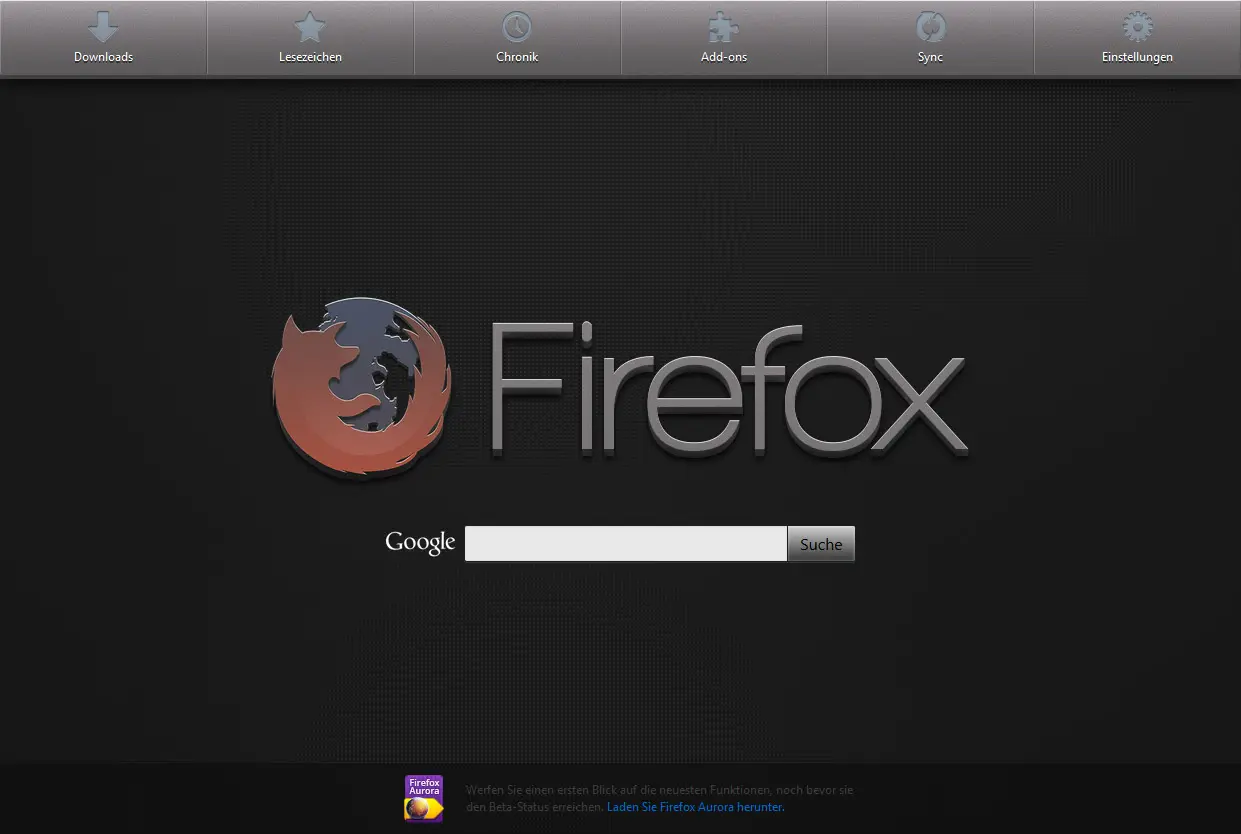 Downloads
Lesezeichen
Chronik
Add-ons
Sync
Einstellungen
Firefox
Google
Suche
Firefox
Aurora
Werfen Sie einen ersten Blick auf die neuesten Funktionen, noch bevor sie
den Beta-Status erreichen. Laden Sie Firefox Aurora herunter.